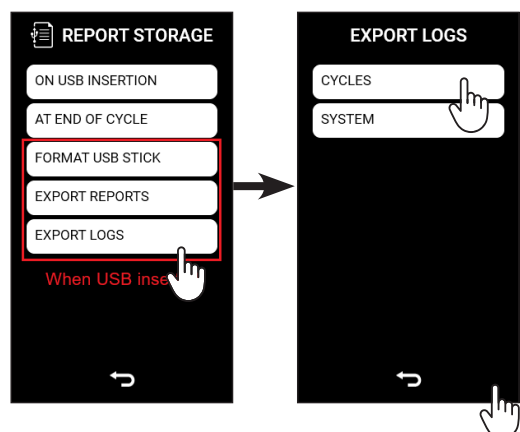 REPORT STORAGE
ON USB INSERTION
AT END OF CYCLE
FORMAT USB STICK
EXPORT REPORTS
EXPORT LOGS
When USB
EXPORT LOGS
CYCLES
SYSTEM